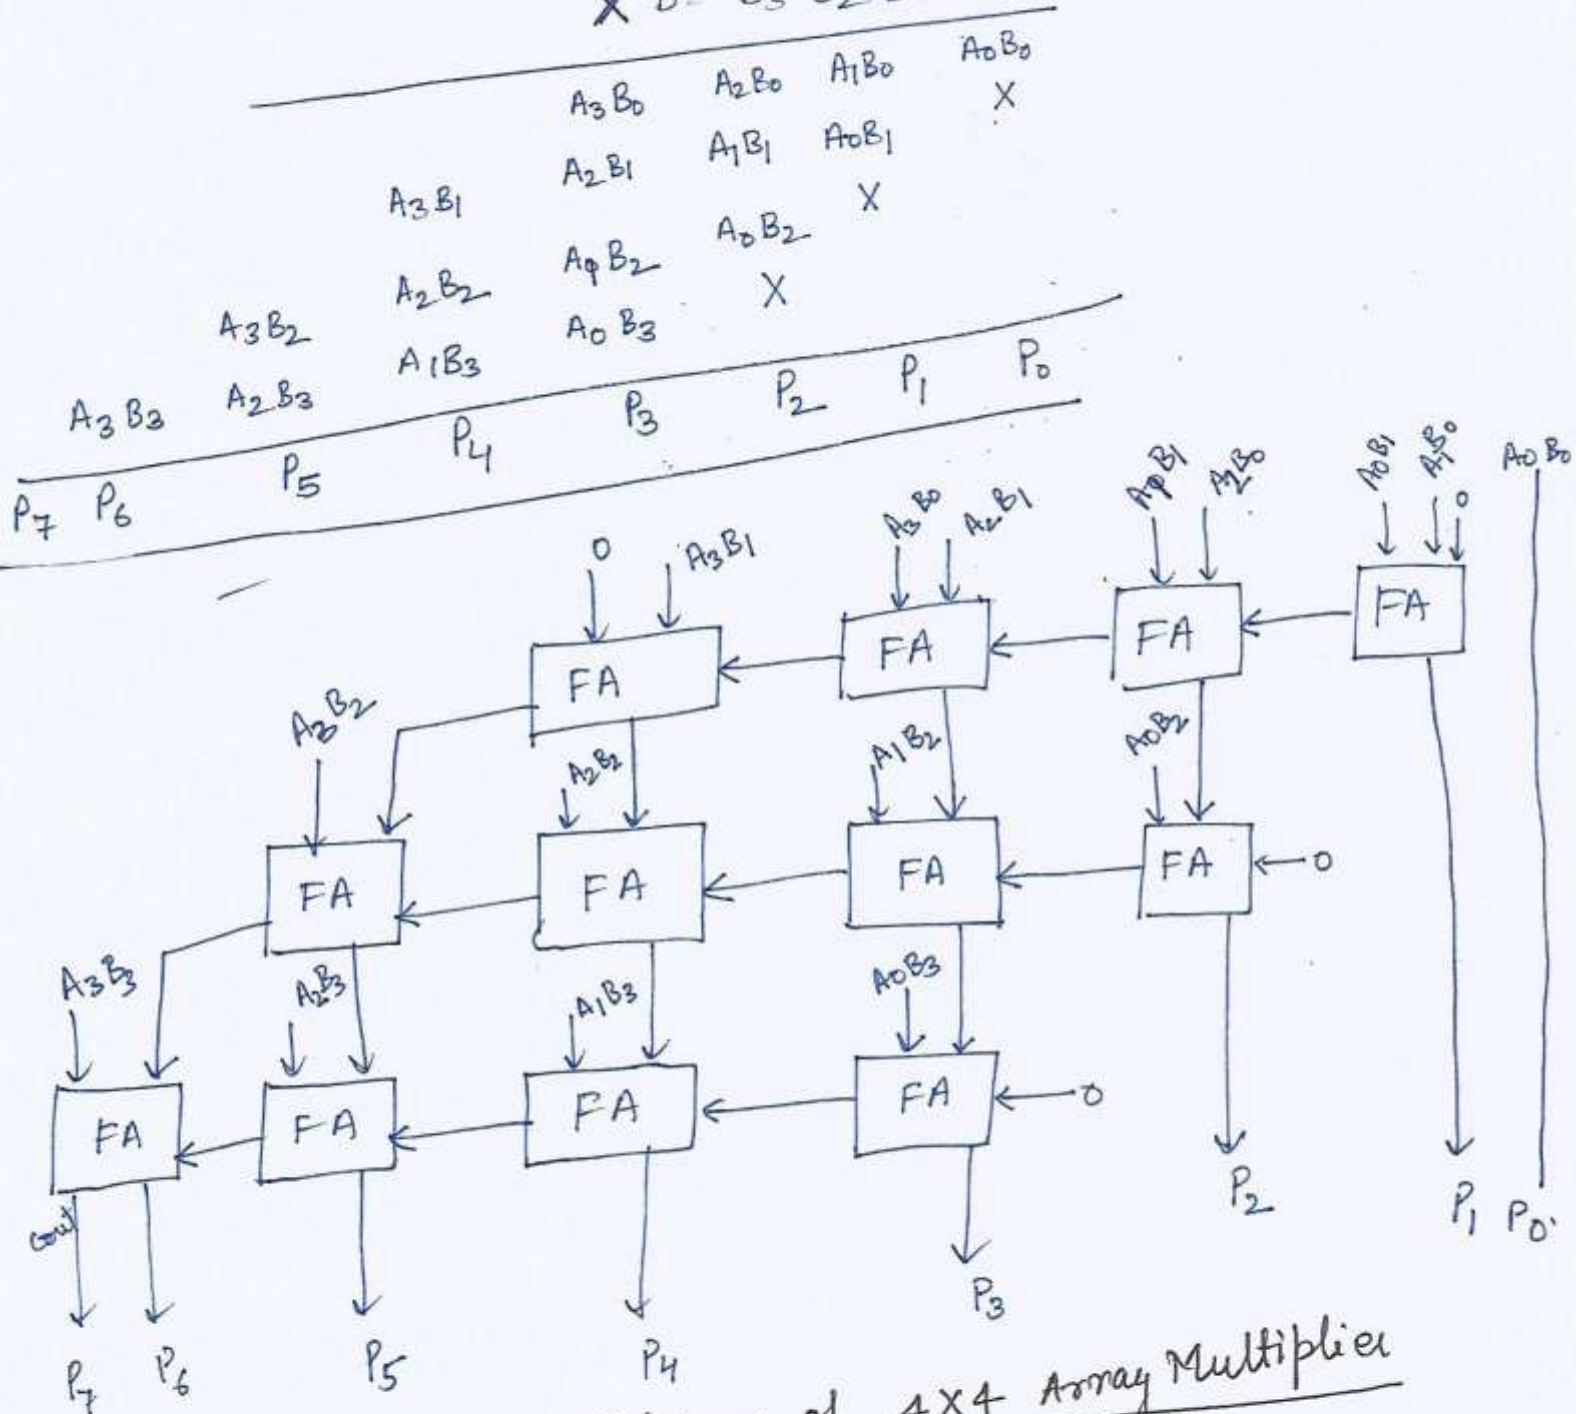 X
A3B0 A2B0 A1B0 A0B0
A3B1 A2B1 A1B1 A0B1 X
A3B2 A2B2 A1B2 A0B2 X
A3B3 A2B3 A1B3 A0B3 X
P7 P6 P5 P4 P3 P2 P1 P0
0 A3B1 A3B0 A2B1 A1B1 A2B0 A0B1 A1B0 0 A0B0
FA FA FA FA
A3B2 A2B2 A1B2 A0B2
FA FA FA FA 0
A3B3 A2B3 A1B3 A0B3
FA FA FA FA 0
Cout
P7 P6 P5 P4 P3 P2 P1 P0
4X4 Array Multiplier